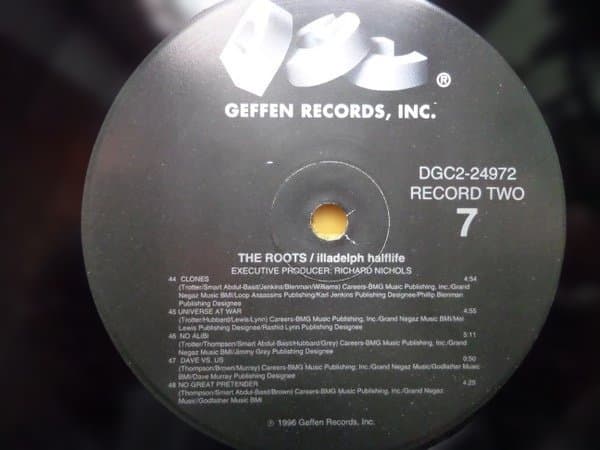 ®
GEFFEN RECORDS, INC.
DGC2-24972
RECORD TWO
7
THE ROOTS / illadelph halflife
EXECUTIVE PRODUCER: RICHARD NICHOLS
44 CLONES 4:54
(Trotter/Smart Abdul-Basit/Jenkins/Blenman/Williams) Careers-BMG Music Publishing, Inc./Grand
Negaz Music BMI/Loop Assassins Publishing/Karl Jenkins Publishing Designee/Phillip Blenman
Publishing Designee
45 UNIVERSE AT WAR 4:55
(Trotter/Hubbard/Lewis/Lynn) Careers-BMG Music Publishing, Inc./Grand Negaz Music BMI/Mel
Lewis Publishing Designee/Rashid Lynn Publishing Designee
46 NO ALIBI 5:11
(Trotter/Thompson/Smart Abdul-Basit/Hubbard/Grey) Careers-BMG Music Publishing, Inc./Grand
Negaz Music BMI/Jimmy Grey Publishing Designee
47 DAVE VS. US 0:50
(Thompson/Brown/Murray) Careers-BMG Music Publishing, Inc./Grand Negaz Music/Godfather Music
BMI/Dave Murray Publishing Designee
48 NO GREAT PRETENDER 4:25
(Thompson/Smart Abdul-Basit/Brown) Careers-BMG Music Publishing, Inc./Grand Negaz
Music/Godfather Music BMI
℗ 1996 Geffen Records, Inc.